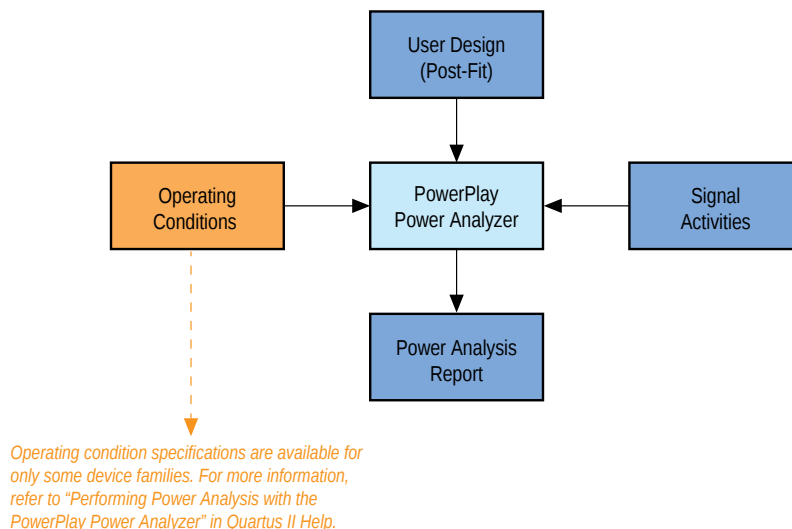 User Design
(Post-Fit)
Operating
Conditions
PowerPlay
Power Analyzer
Signal
Activities
Power Analysis
Report
Operating condition specifications are available for
only some device families. For more information,
refer to “Performing Power Analysis with the
PowerPlay Power Analyzer” in Quartus II Help.